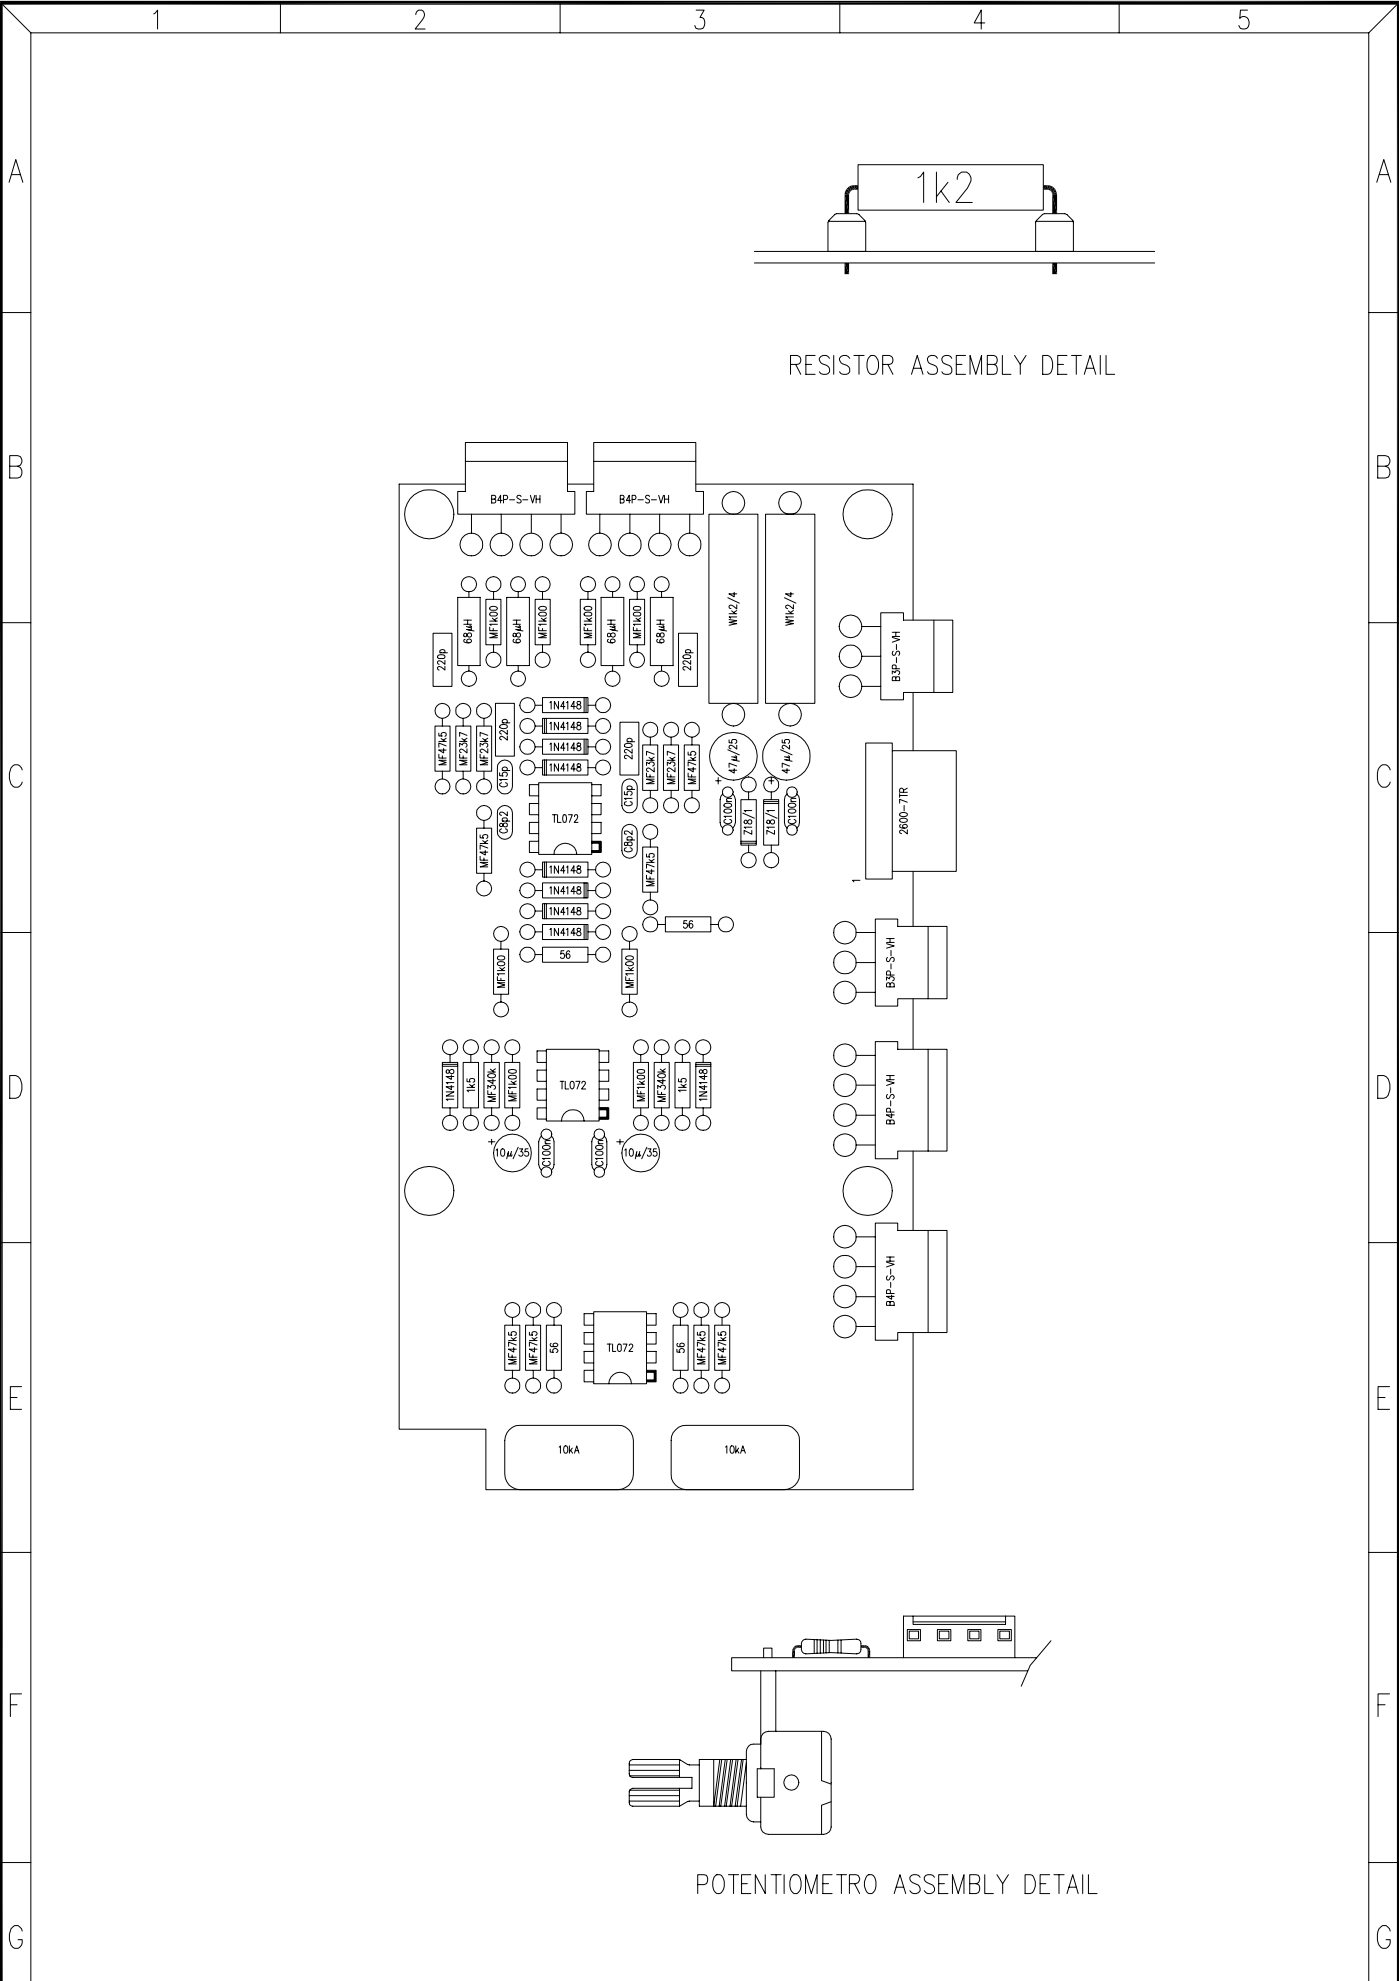 1 2 3 4 5
A A
1k2
RESISTOR ASSEMBLY DETAIL
B B
B4P-S-VH B4P-S-VH
68µH MF1k00 68µH MF1k00 MF1k00 68µH MF1k00 68µH W1k2/4 W1k2/4
220p 220p B3P-S-VH
1N4148
1N4148
1N4148
1N4148
MF47k5 MF23k7 MF23k7 220p 220p MF23k7 MF23k7 MF47k5 47µ/25 47µ/25
C C
C15p C15p + +
C100n Z18/1 Z18/1 C100n 2600-7TR
C8p2 TL072 C8p2
MF47k5 MF47k5 1
1N4148
1N4148
1N4148
1N4148
56
56
MF1k00 MF1k00 B3P-S-VH
D D
1N4148 1k5 MF340k MF1k00 TL072 MF1k00 MF340k 1k5 1N4148 B4P-S-VH
+ 10µ/35 C100n C100n + 10µ/35
B4P-S-VH
MF47k5 MF47k5 56 TL072 56 MF47k5 MF47k5
E E
10kA 10kA
F F
POTENTIOMETRO ASSEMBLY DETAIL
G G